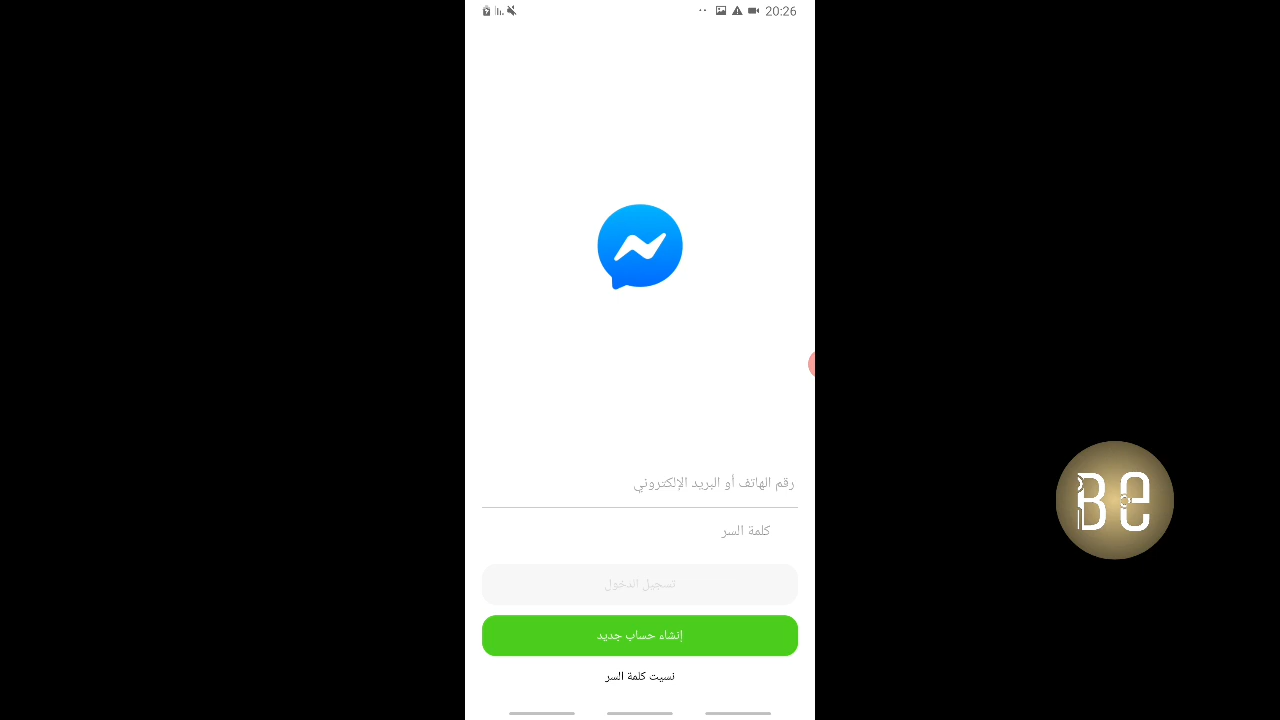 20:26
رقم الهاتف أو البريد الإلكتروني
كلمة السر
تسجيل الدخول
إنشاء حساب جديد
نسيت كلمة السر
Be